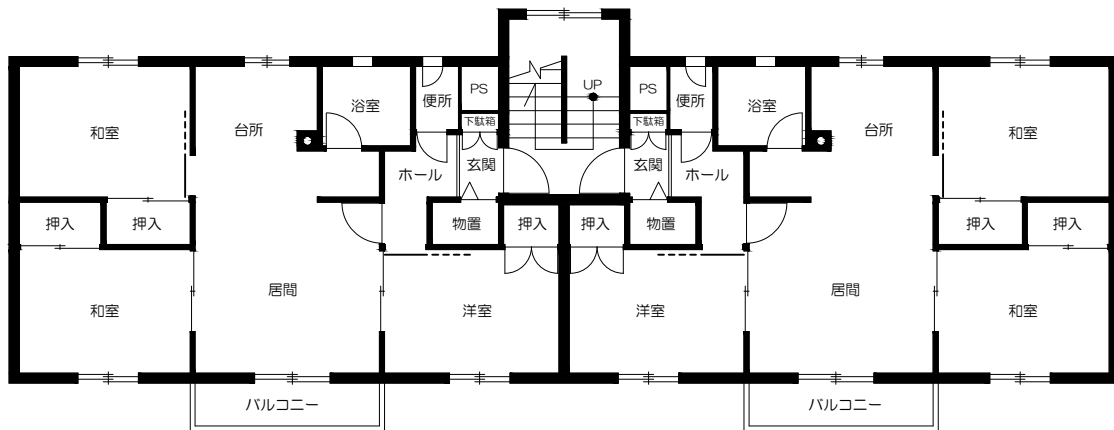 浴室
便所
PS
UP
PS
便所
浴室
和室
台所
下駄箱
下駄箱
台所
和室
ホール
玄関
玄関
ホール
押入
押入
物置
押入
押入
物置
押入
押入
和室
居間
洋室
洋室
居間
和室
バルコニー
バルコニー